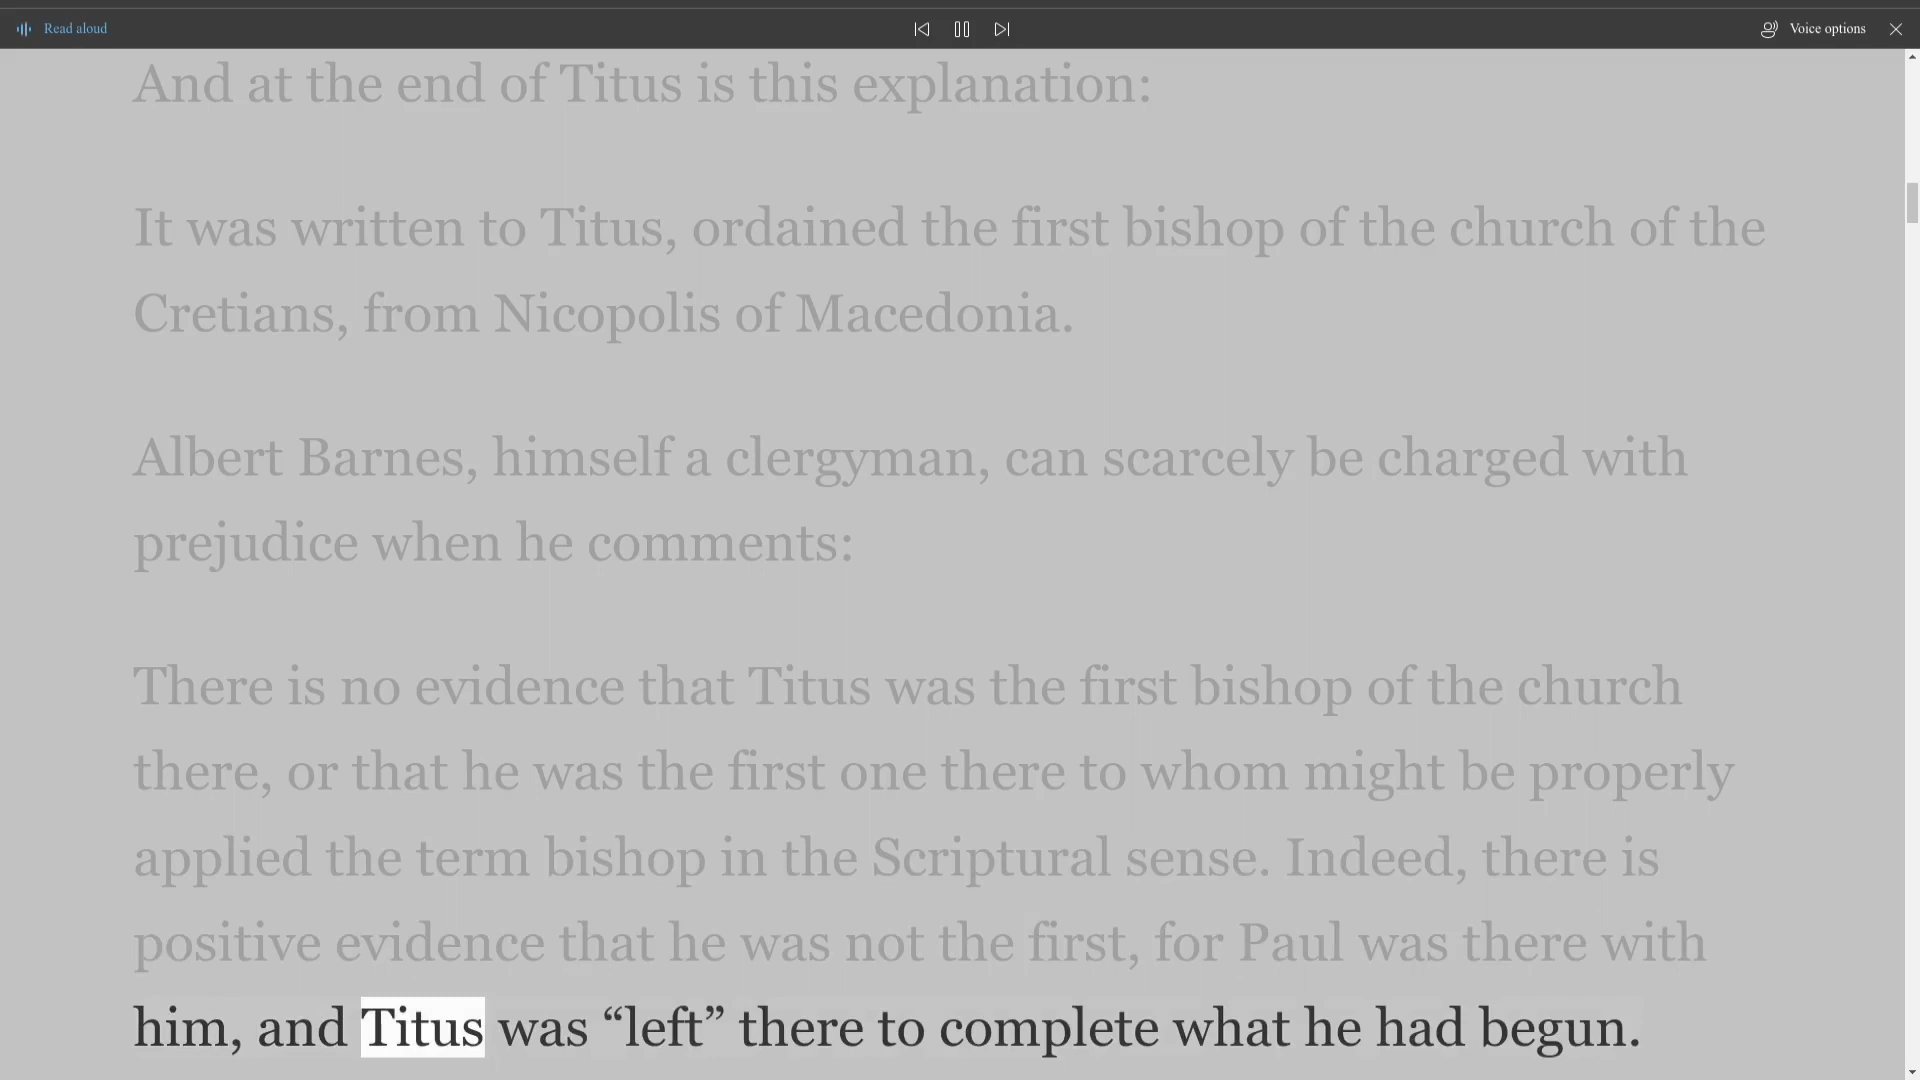 Read aloud
Voice options
And at the end of Titus is this explanation:
It was written to Titus, ordained the first bishop of the church of the
Cretians, from Nicopolis of Macedonia.
Albert Barnes, himself a clergyman, can scarcely be charged with
prejudice when he comments:
There is no evidence that Titus was the first bishop of the church
there, or that he was the first one there to whom might be properly
applied the term bishop in the Scriptural sense. Indeed, there is
positive evidence that he was not the first, for Paul was there with
him, and Titus was “left” there to complete what he had begun.